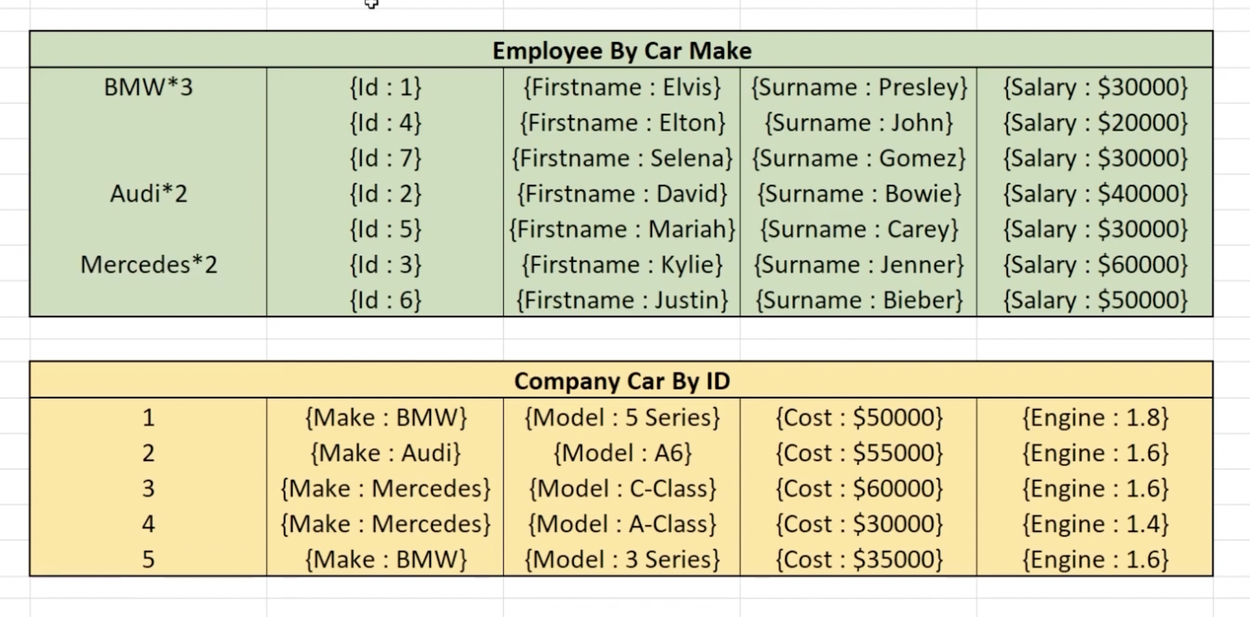 Employee By Car Make
BMW*3 {Id : 1} {Firstname : Elvis} {Surname : Presley} {Salary : $30000}
{Id : 4} {Firstname : Elton} {Surname : John} {Salary : $20000}
{Id : 7} {Firstname : Selena} {Surname : Gomez} {Salary : $30000}
Audi*2 {Id : 2} {Firstname : David} {Surname : Bowie} {Salary : $40000}
{Id : 5} {Firstname : Mariah} {Surname : Carey} {Salary : $30000}
Mercedes*2 {Id : 3} {Firstname : Kylie} {Surname : Jenner} {Salary : $60000}
{Id : 6} {Firstname : Justin} {Surname : Bieber} {Salary : $50000}
Company Car By ID
1 {Make : BMW} {Model : 5 Series} {Cost : $50000} {Engine : 1.8}
2 {Make : Audi} {Model : A6} {Cost : $55000} {Engine : 1.6}
3 {Make : Mercedes} {Model : C-Class} {Cost : $60000} {Engine : 1.6}
4 {Make : Mercedes} {Model : A-Class} {Cost : $30000} {Engine : 1.4}
5 {Make : BMW} {Model : 3 Series} {Cost : $35000} {Engine : 1.6}